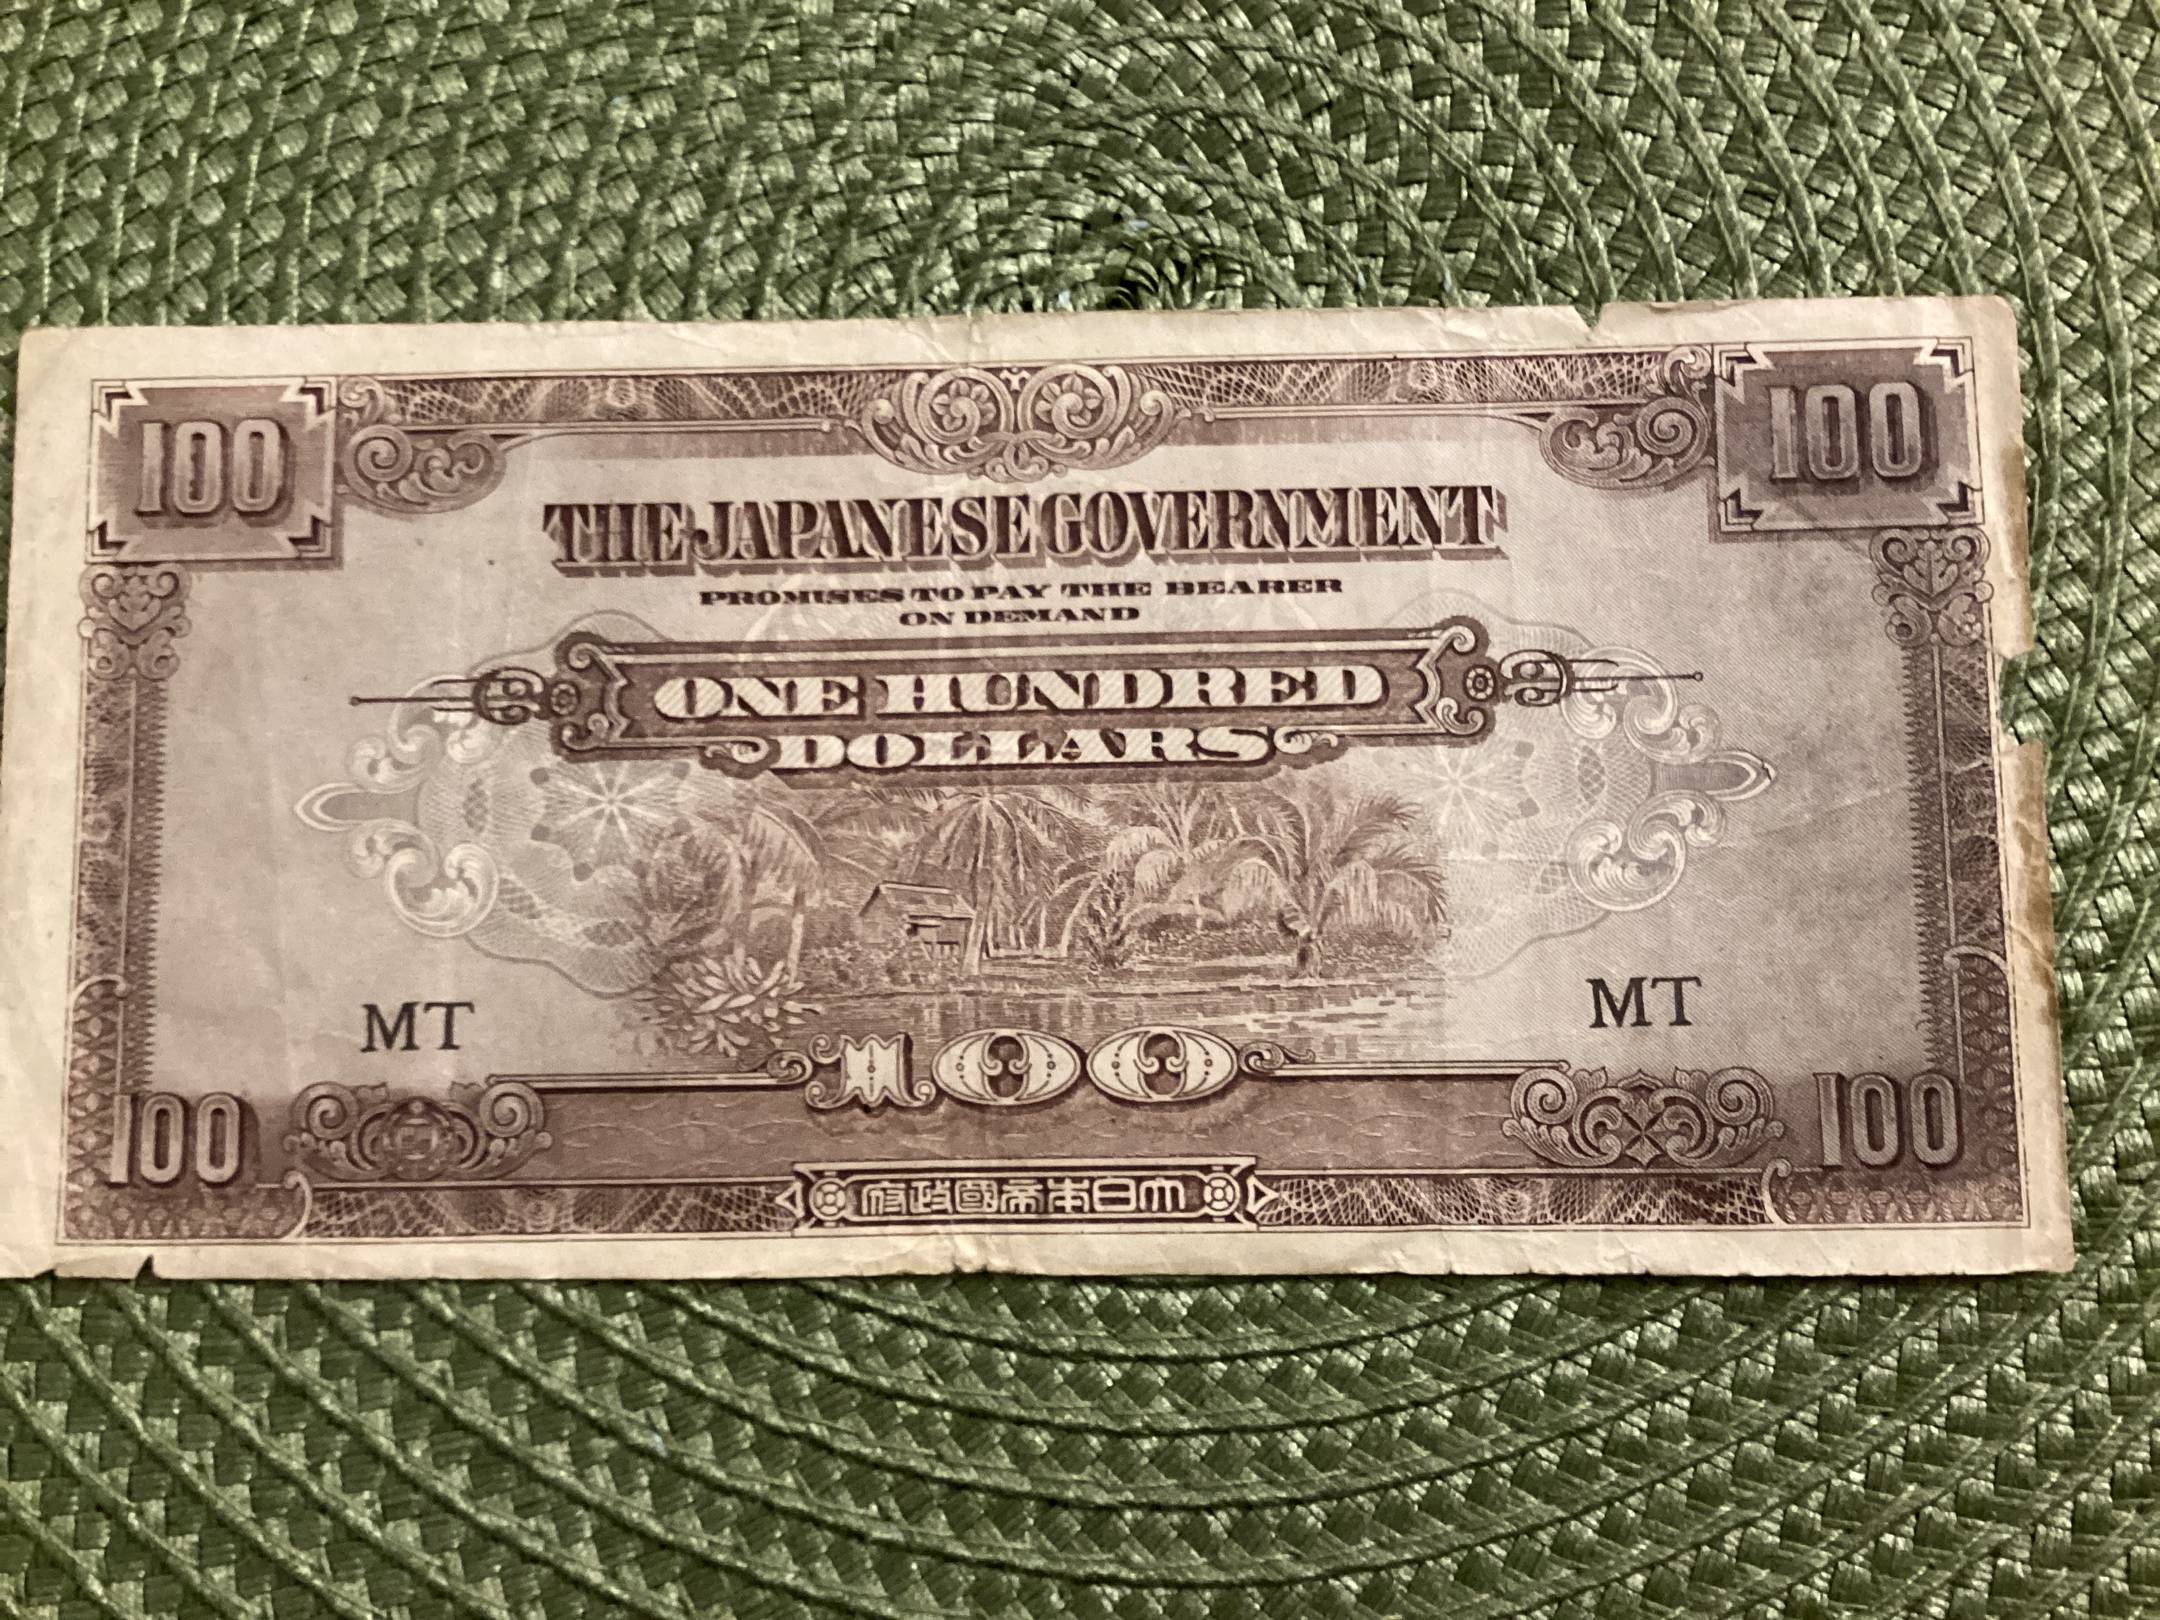 100 100
THE JAPANESE GOVERNMENT
PROMISES TO PAY THE BEARER
ON DEMAND
ONE HUNDRED
DOLLARS
MT MT
100
100 100
府政國帝本日大